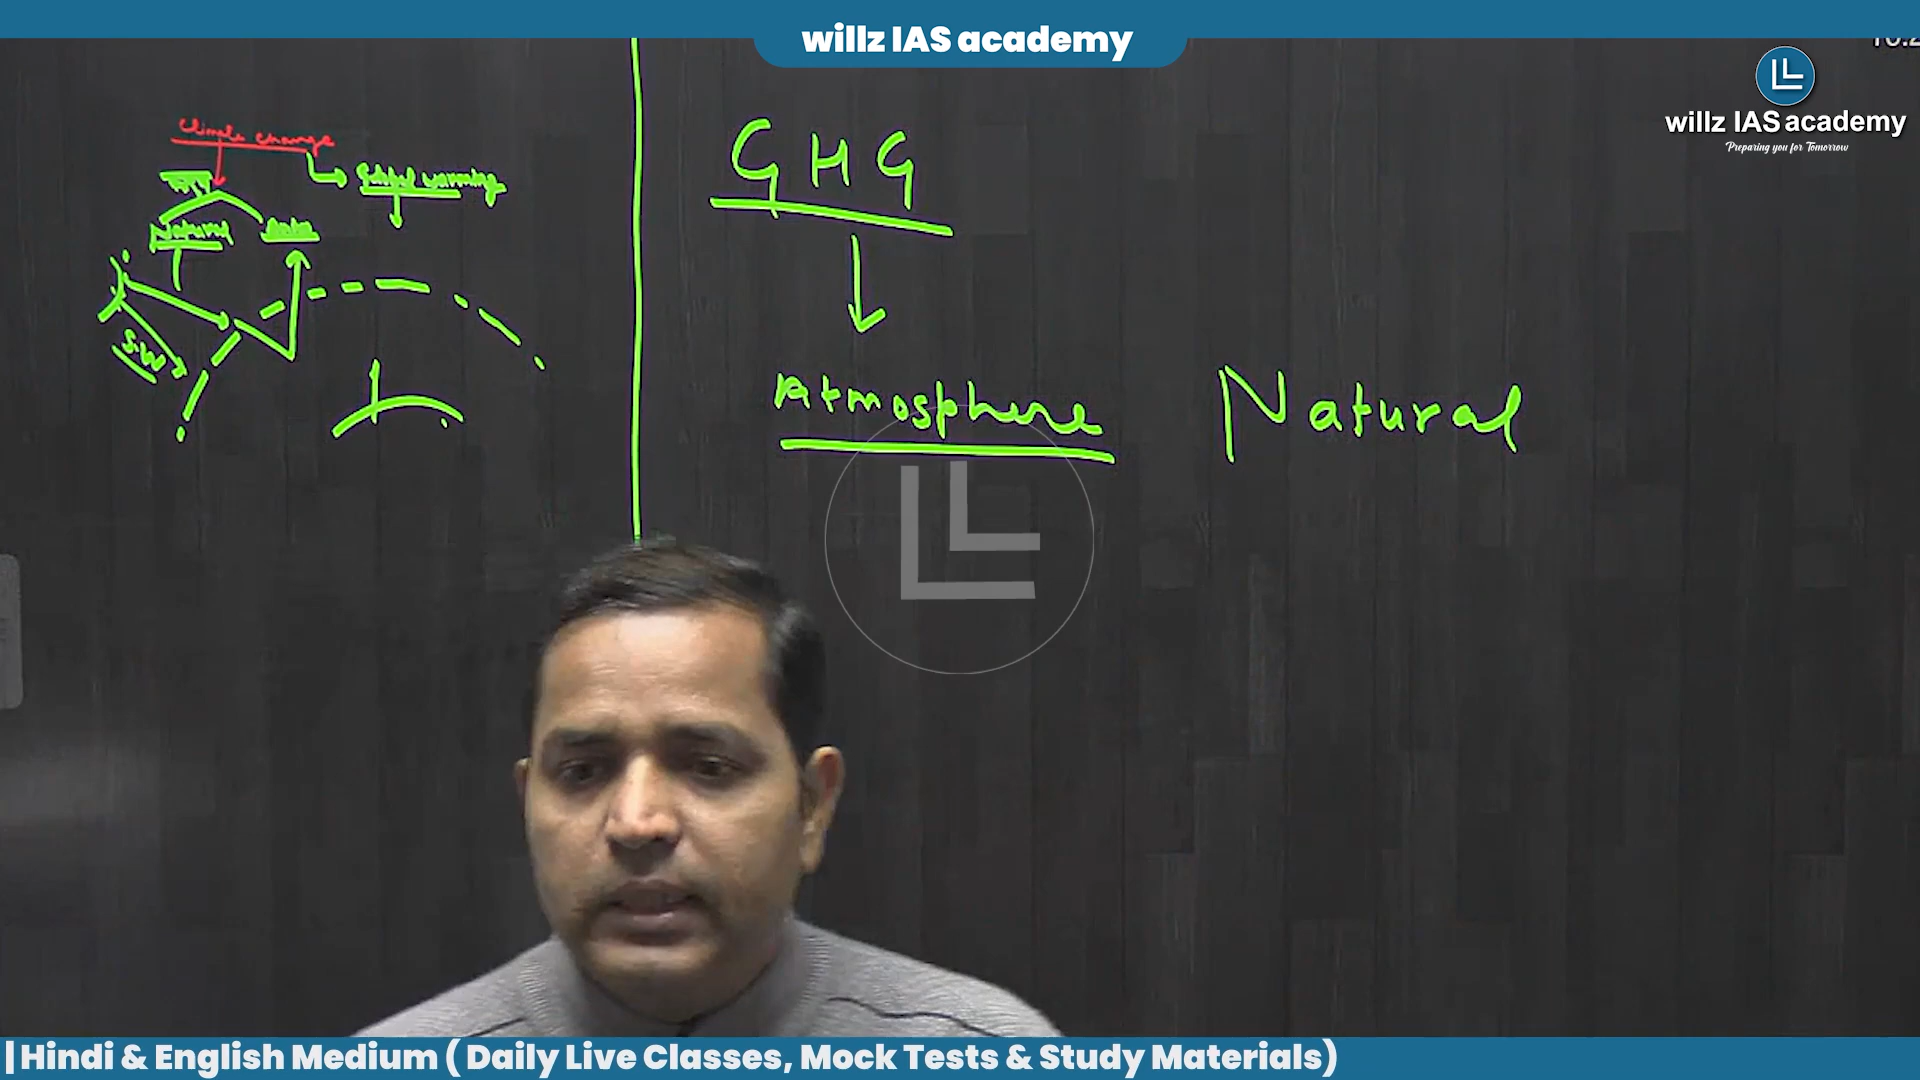 willz IAS academy
willz IAS academy
Preparing you for Tomorrow
climate change
Global warming
Natural
S.W
G H G
Atmosphere
Natural
|Hindi & English Medium ( Daily Live Classes, Mock Tests & Study Materials)